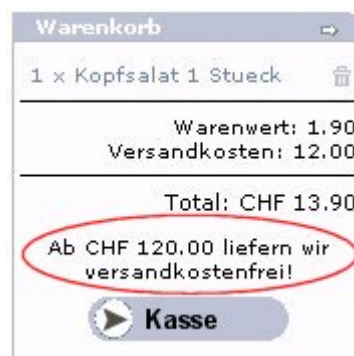 Warenkorb
1 x Kopfsalat 1 Stueck
Warenwert: 1.90
Versandkosten: 12.00
Total: CHF 13.90
Ab CHF 120.00 liefern wir
versandkostenfrei!
Kasse